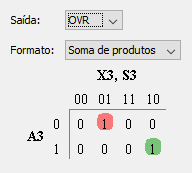 Saída: OVR
Formato: Soma de produtos
X3, S3
00 01 11 10
0 0 1 0 0
A3
1 0 0 0 1